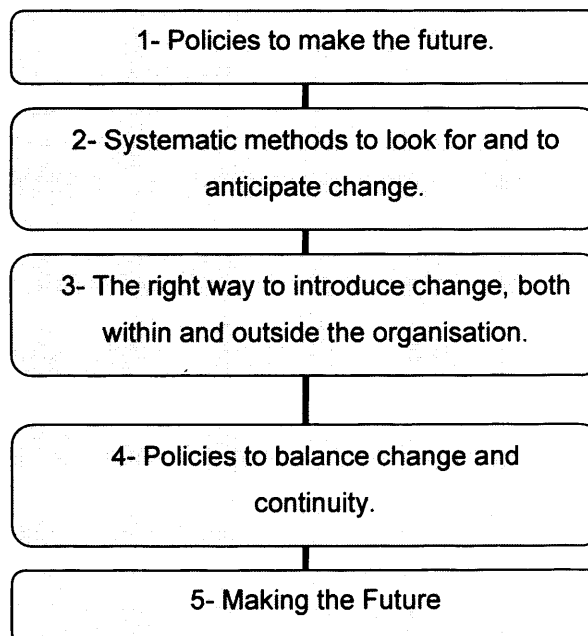 1- Policies to make the future.
2- Systematic methods to look for and to
anticipate change.
3- The right way to introduce change, both
within and outside the organisation.
4- Policies to balance change and
continuity.
5- Making the Future